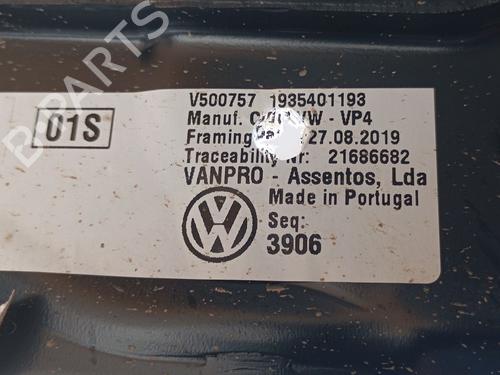 01S
V500757 1935401193
Manuf. VW - VP4
Framing 27.08.2019
Traceability Nr: 21686682
VANPRO - Assentos, Lda
Made in Portugal
Seq:
3906
B-PARTS